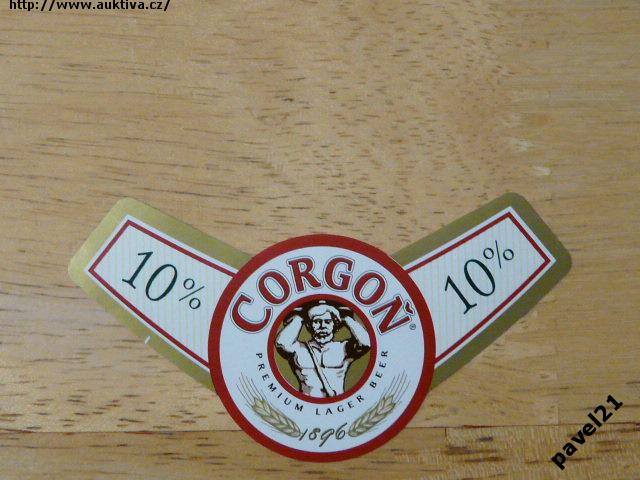 http://www.auktiva.cz/
10%
CORGOŇ
®
10%
PREMIUM LAGER BEER
1896
pavel21